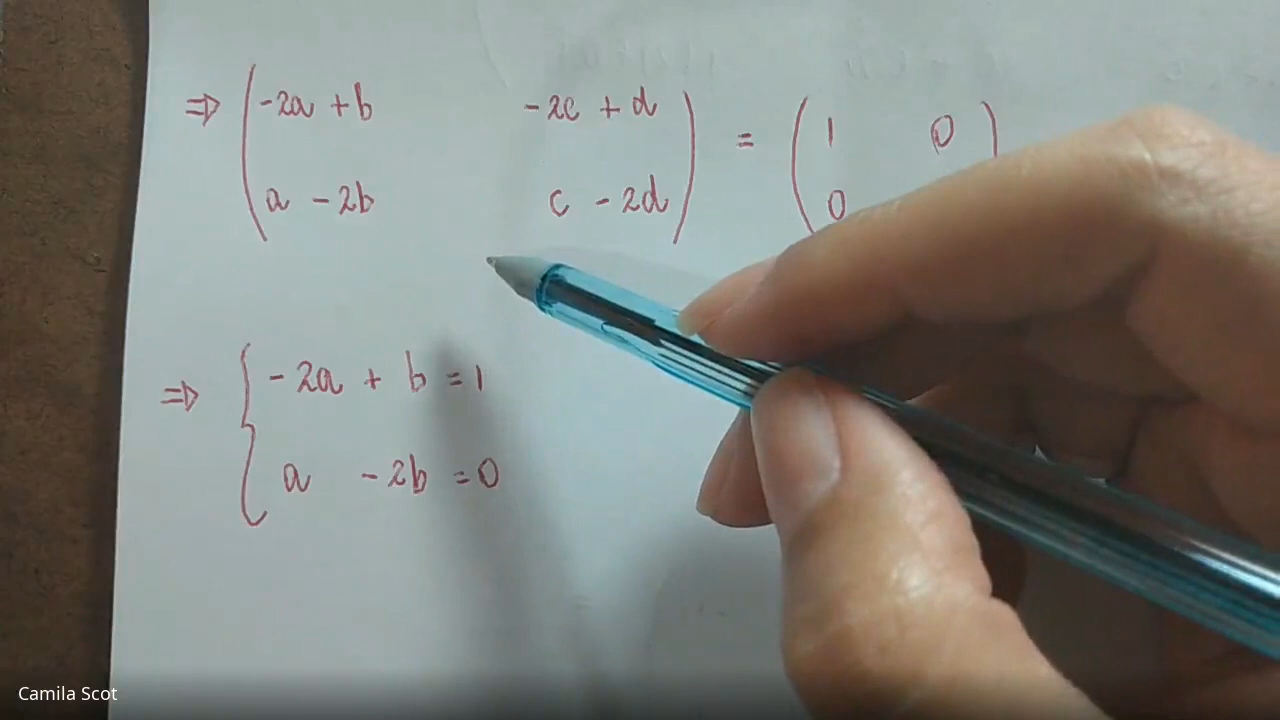 ⇒ ( -2a + b   -2c + d ) = ( 1   0 )
( a - 2b   c - 2d )   ( 0
⇒ { -2a + b = 1
a - 2b = 0
Camila Scot